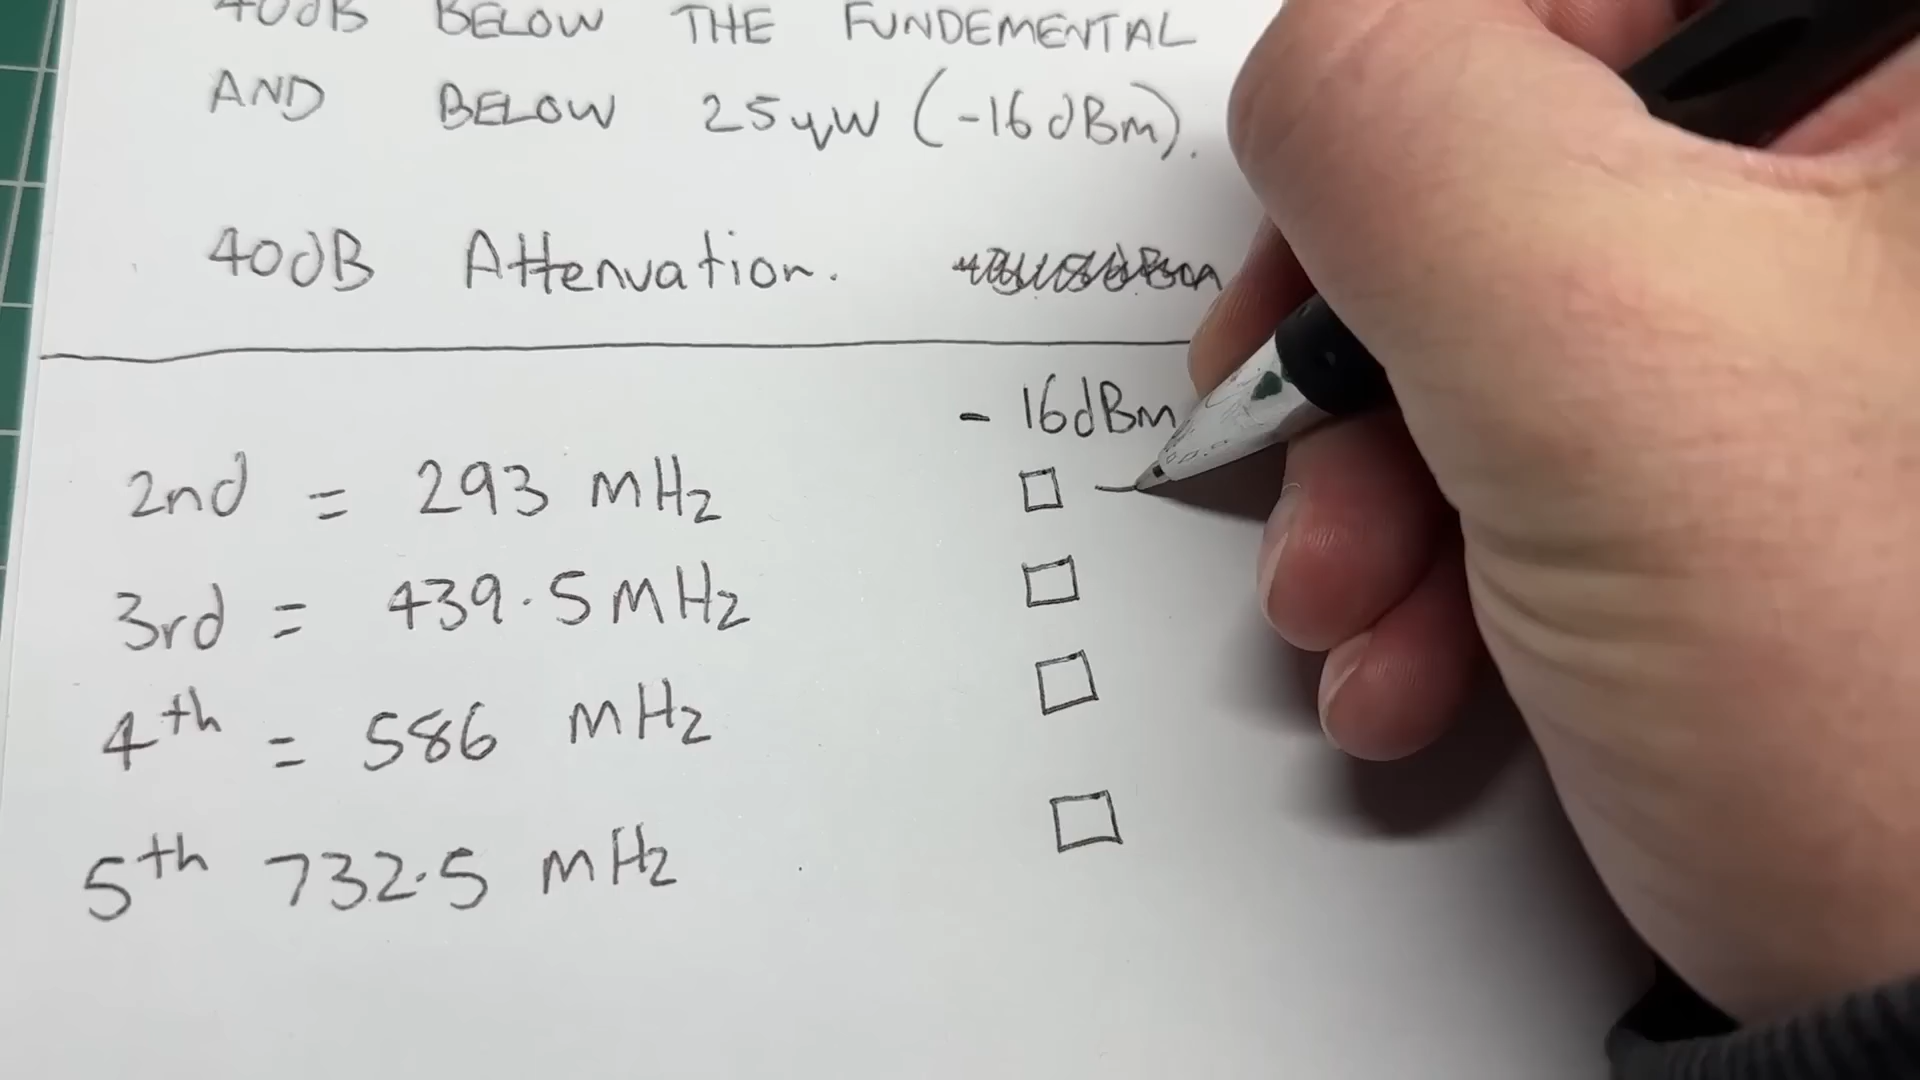 40dB BELOW THE FUNDEMENTAL
AND BELOW 25μW (-16dBm).
40dB Attenuation.
- 16dBm
2nd = 293 MHz
3rd = 439.5 MHz
4th = 586 MHz
5th 732.5 MHz